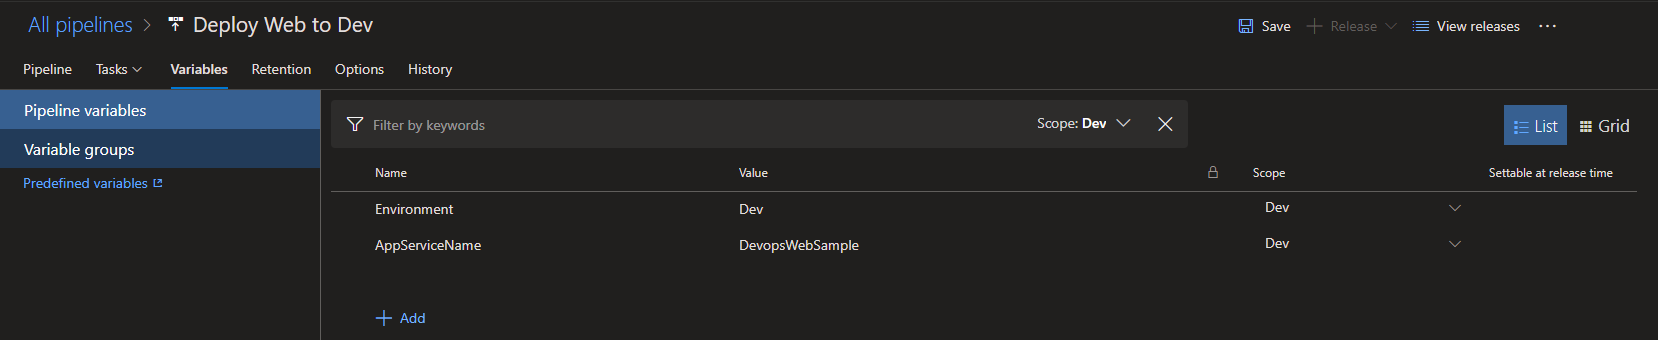 All pipelines > Deploy Web to Dev
Save Release View releases ...
Pipeline Tasks Variables Retention Options History
Pipeline variables
Variable groups
Predefined variables
Filter by keywords Scope: Dev
List Grid
Name Value Scope Settable at release time
Environment Dev Dev
AppServiceName DevopsWebSample Dev
+ Add